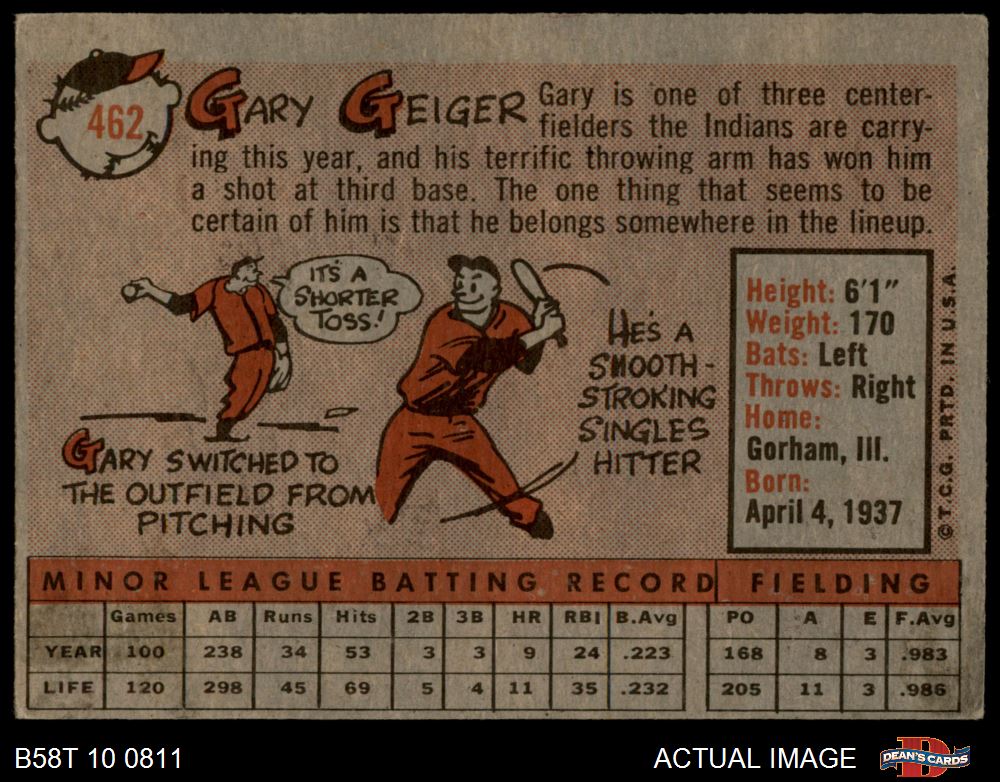 462
GARY GEIGER
Gary is one of three center-
fielders the Indians are carry-
ing this year, and his terrific throwing arm has won him
a shot at third base. The one thing that seems to be
certain of him is that he belongs somewhere in the lineup.
IT'S A
SHORTER
TOSS!
GARY SWITCHED TO
THE OUTFIELD FROM
PITCHING
HE'S A
SMOOTH-
STROKING
SINGLES
HITTER
Height: 6'1"
Weight: 170
Bats: Left
Throws: Right
Home:
Gorham, Ill.
Born:
April 4, 1937
© T.C.G. PRTD. IN U.S.A.
MINOR LEAGUE BATTING RECORD FIELDING
Games AB Runs Hits 2B 3B HR RBI B.Avg PO A E F.Avg
YEAR 100 238 34 53 3 3 9 24 .223 168 8 3 .983
LIFE 120 298 45 69 5 4 11 35 .232 205 11 3 .986
B58T 10 0811 ACTUAL IMAGE D DEAN'S CARDS